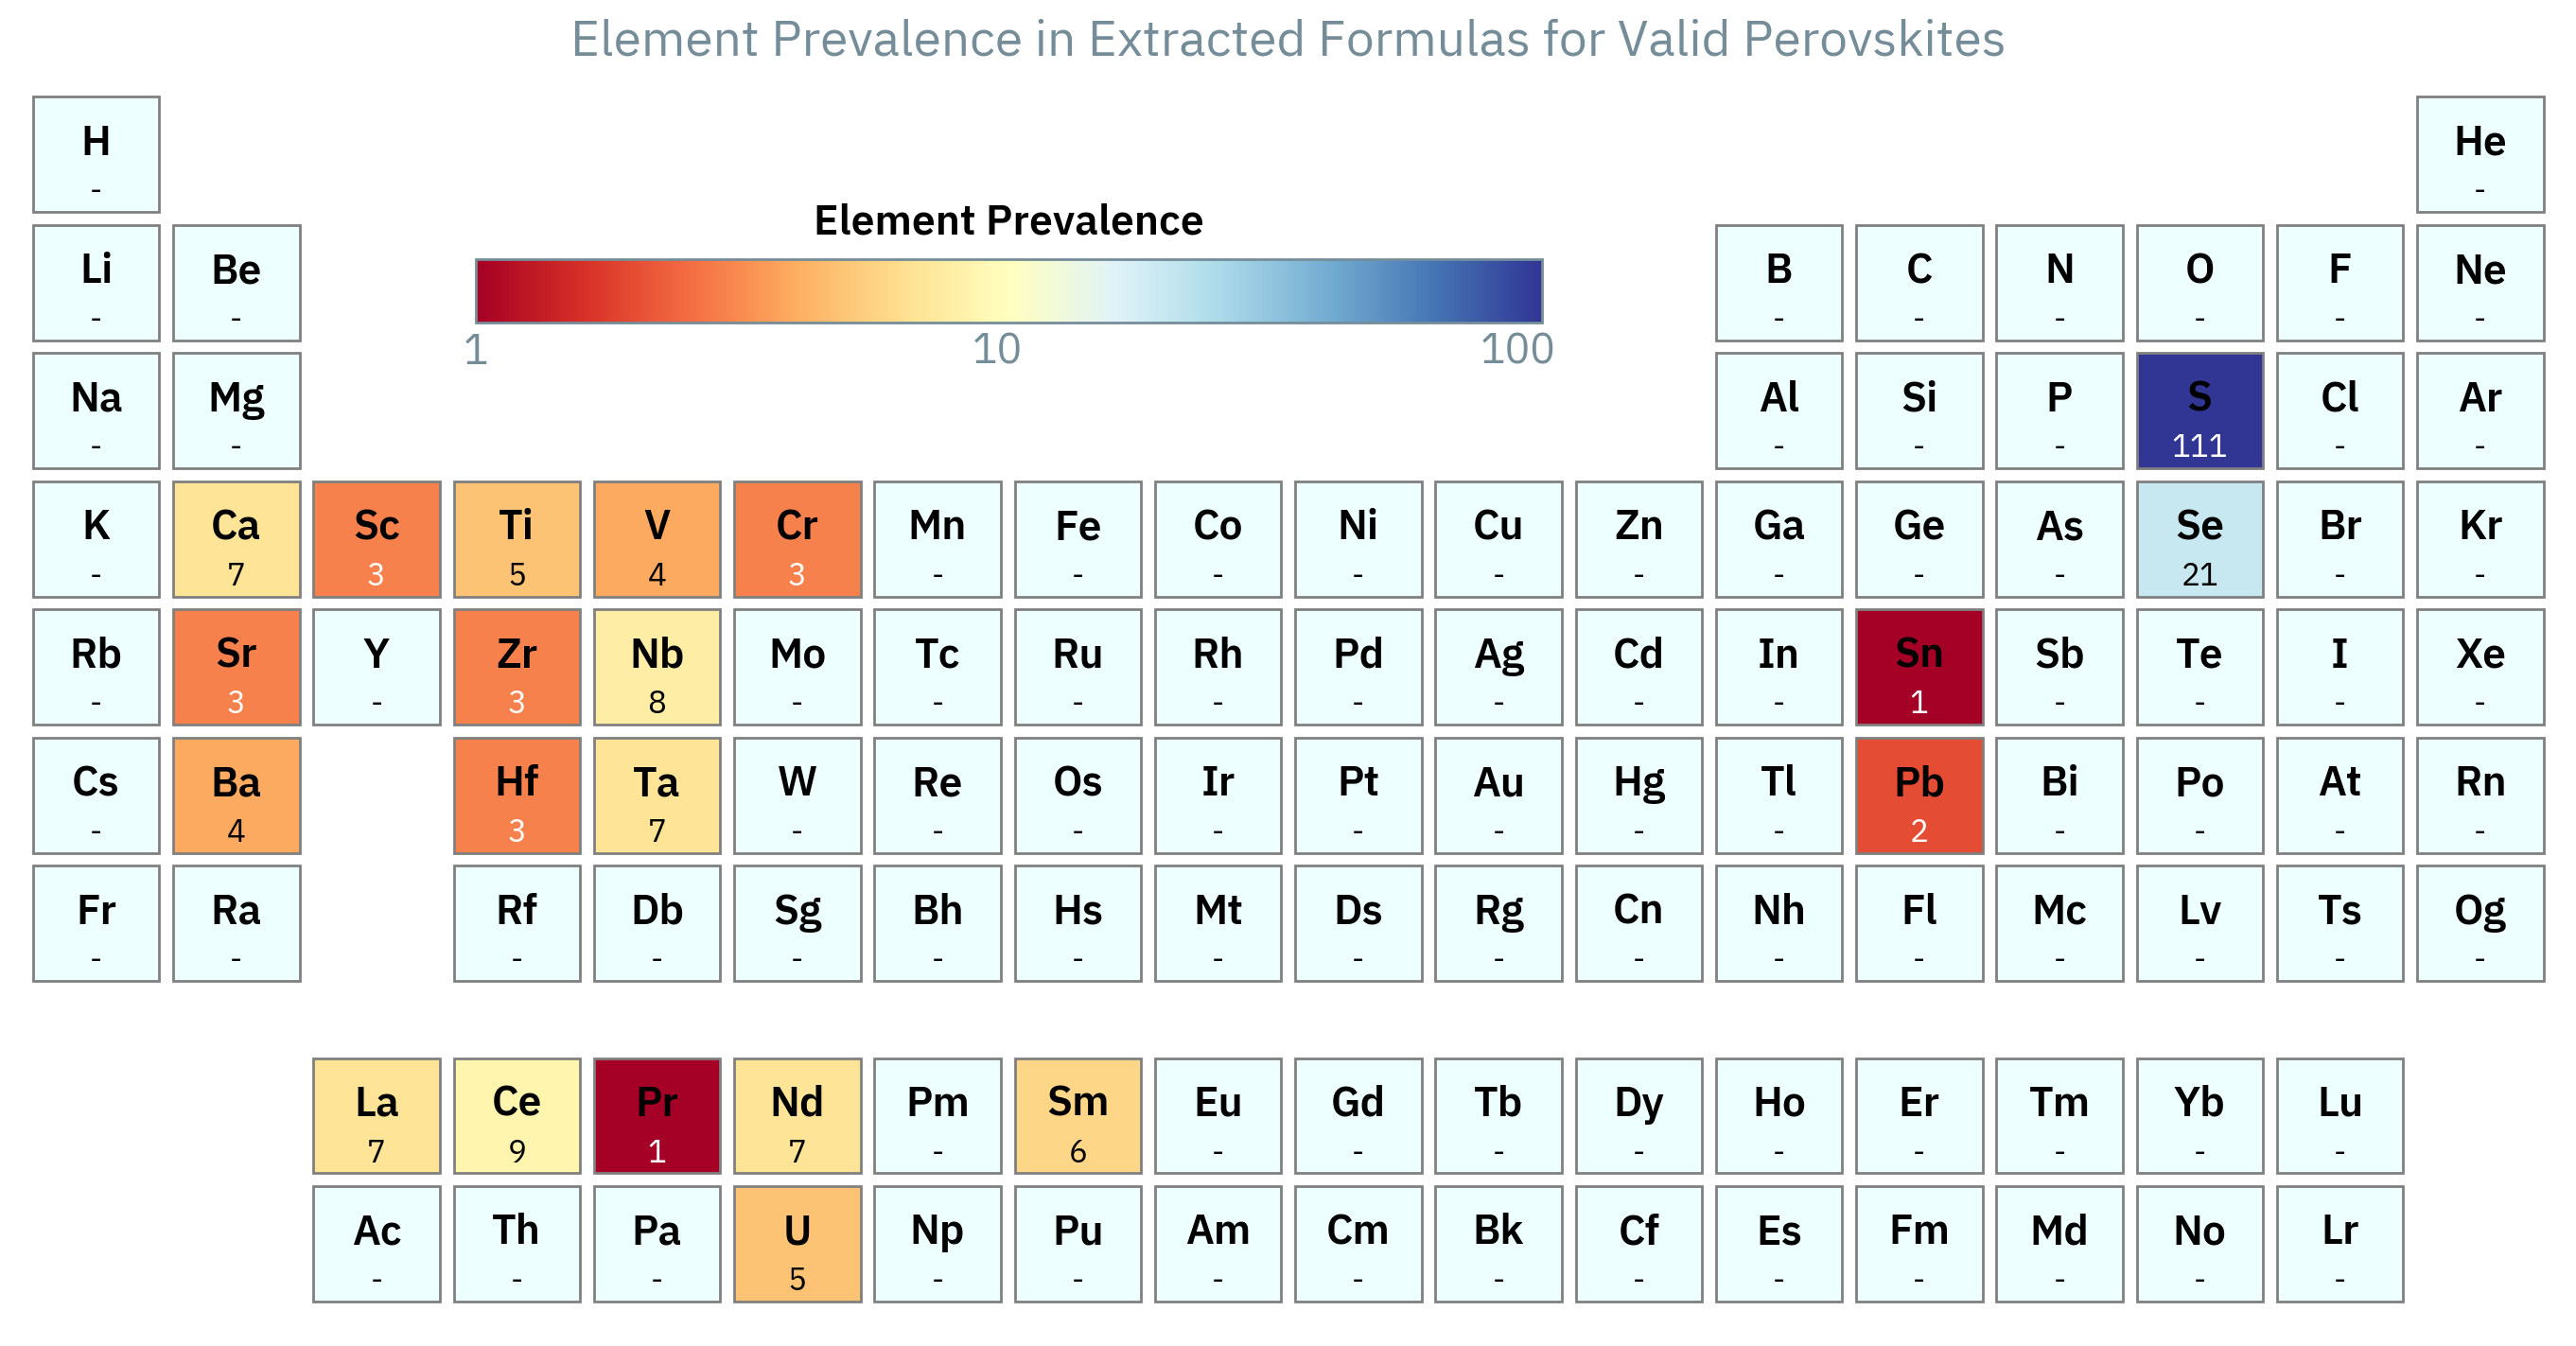 Element Prevalence in Extracted Formulas for Valid Perovskites
H He
- -
Element Prevalence
Li Be B C N O F Ne
- - - - - - - -
1 10 100
Na Mg Al Si P S Cl Ar
- - - - - 111 - -
K Ca Sc Ti V Cr Mn Fe Co Ni Cu Zn Ga Ge As Se Br Kr
- 7 3 5 4 3 - - - - - - - - - 21 - -
Rb Sr Y Zr Nb Mo Tc Ru Rh Pd Ag Cd In Sn Sb Te I Xe
- 3 - 3 8 - - - - - - - - 1 - - - -
Cs Ba Hf Ta W Re Os Ir Pt Au Hg Tl Pb Bi Po At Rn
- 4 3 7 - - - - - - - - 2 - - - -
Fr Ra Rf Db Sg Bh Hs Mt Ds Rg Cn Nh Fl Mc Lv Ts Og
- - - - - - - - - - - - - - - - -
La Ce Pr Nd Pm Sm Eu Gd Tb Dy Ho Er Tm Yb Lu
7 9 1 7 - 6 - - - - - - - - -
Ac Th Pa U Np Pu Am Cm Bk Cf Es Fm Md No Lr
- - - 5 - - - - - - - - - - -